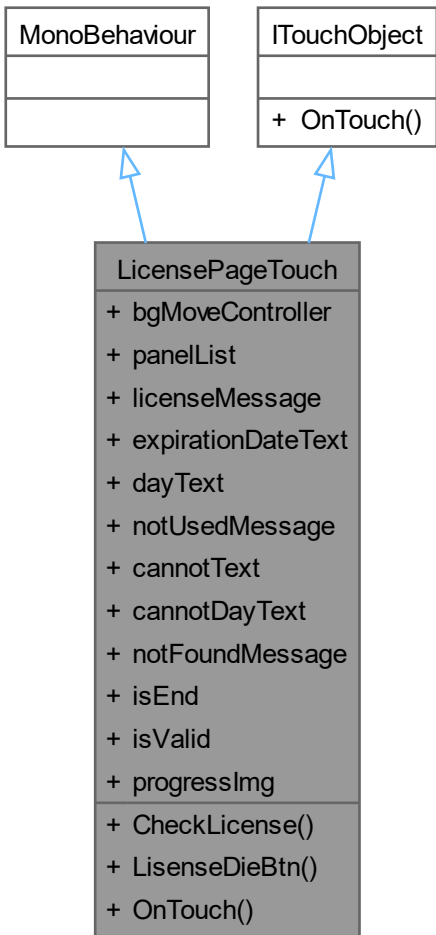 MonoBehaviour
ITouchObject
+ OnTouch()
LicensePageTouch
+ bgMoveController
+ panelList
+ licenseMessage
+ expirationDateText
+ dayText
+ notUsedMessage
+ cannotText
+ cannotDayText
+ notFoundMessage
+ isEnd
+ isValid
+ progressImg
+ CheckLicense()
+ LisenseDieBtn()
+ OnTouch()